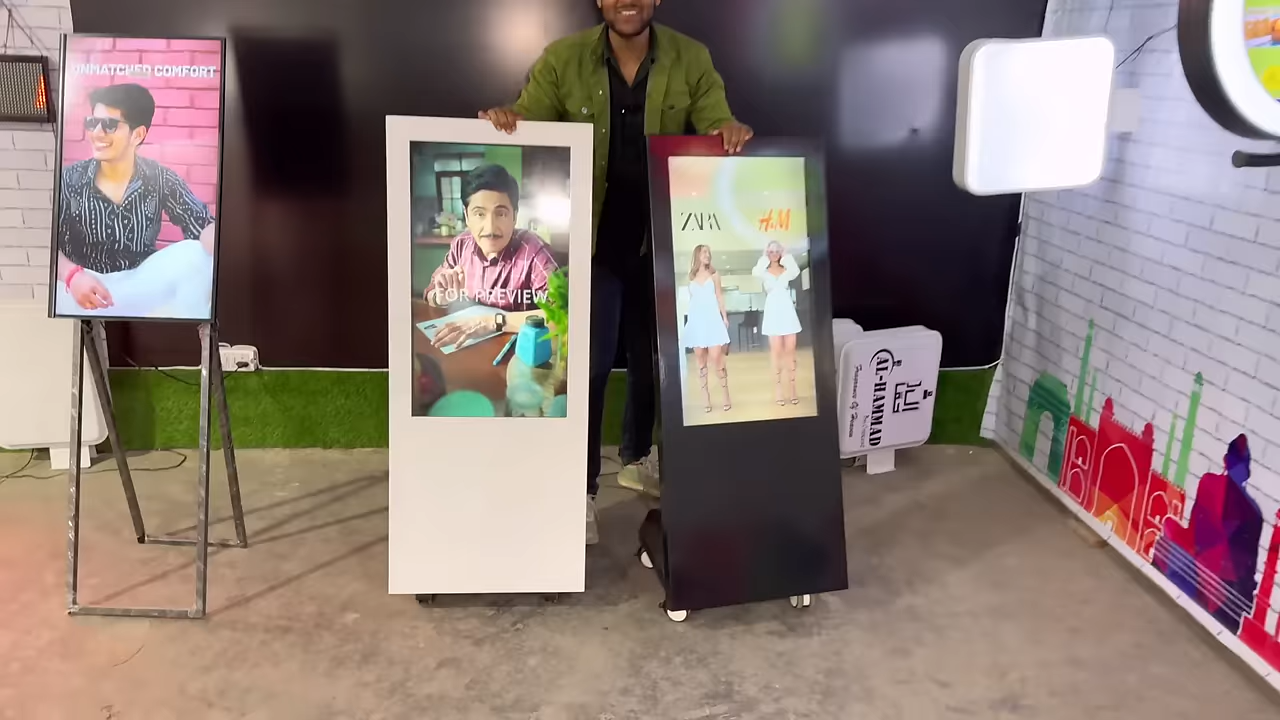 UNMATCHED COMFORT
FOR PREVIEW
ZARA
H&M
AL-HAMMAD